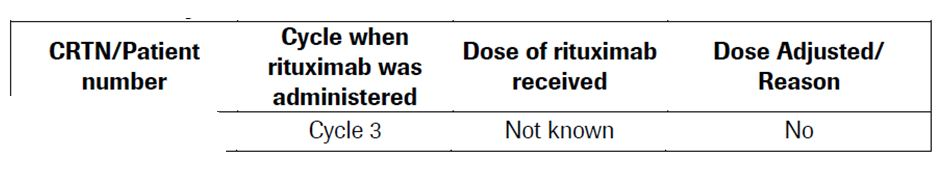 CRTN/Patient number
Cycle when rituximab was administered
Dose of rituximab received
Dose Adjusted/ Reason
Cycle 3
Not known
No